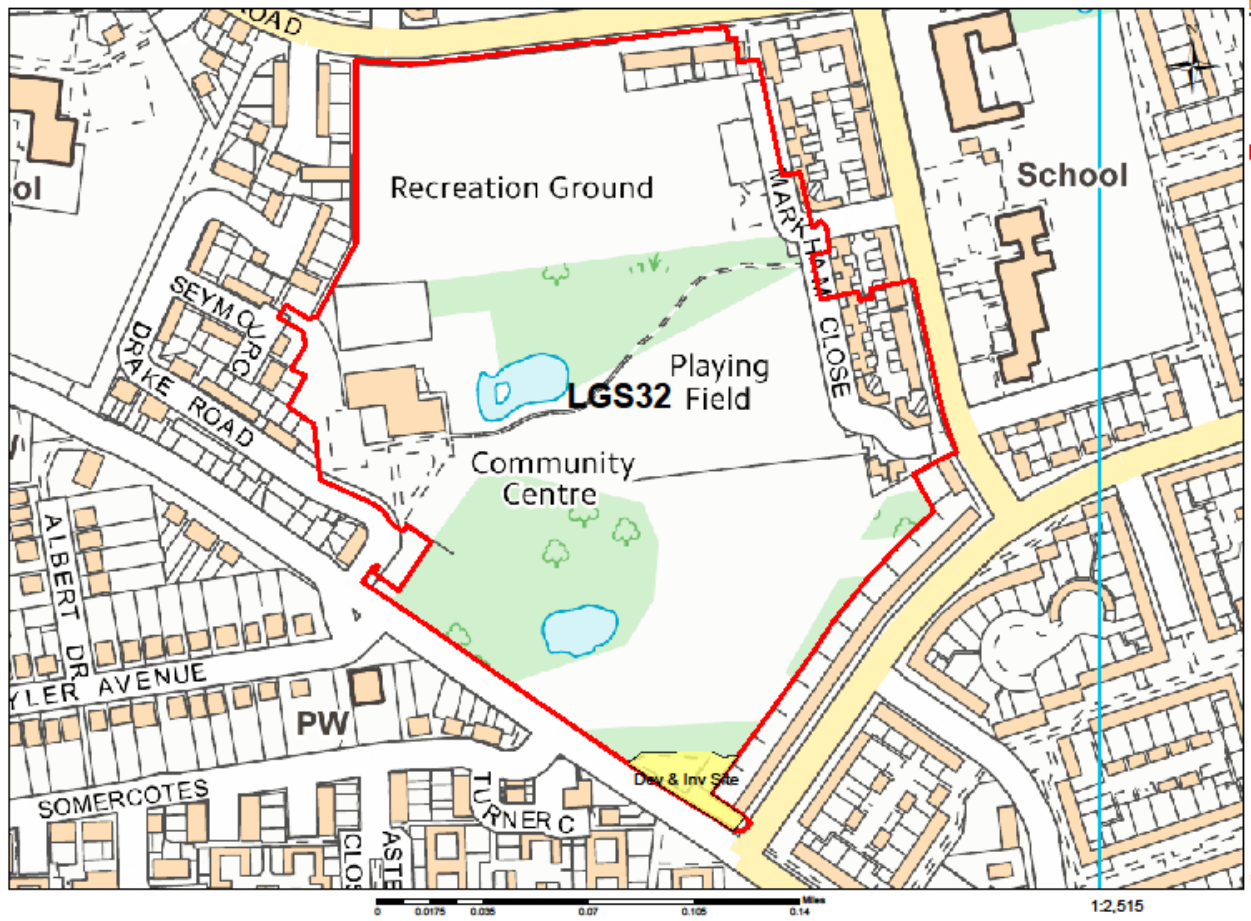 ROAD
Recreation Ground
School
ol
MARKHAM CLOSE
SEYMOUR C
DRAKE ROAD
LGS32
Playing
Field
Community
Centre
ALBERT DR
YLER AVENUE
PW
Dev & Inv Site
SOMERCOTES
TURNER C
CLOS
ASTE
Miles
0 0.0175 0.035 0.07 0.105 0.14
1:2,515